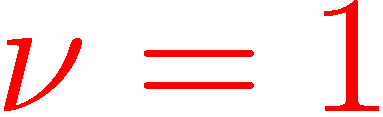 ν = 1